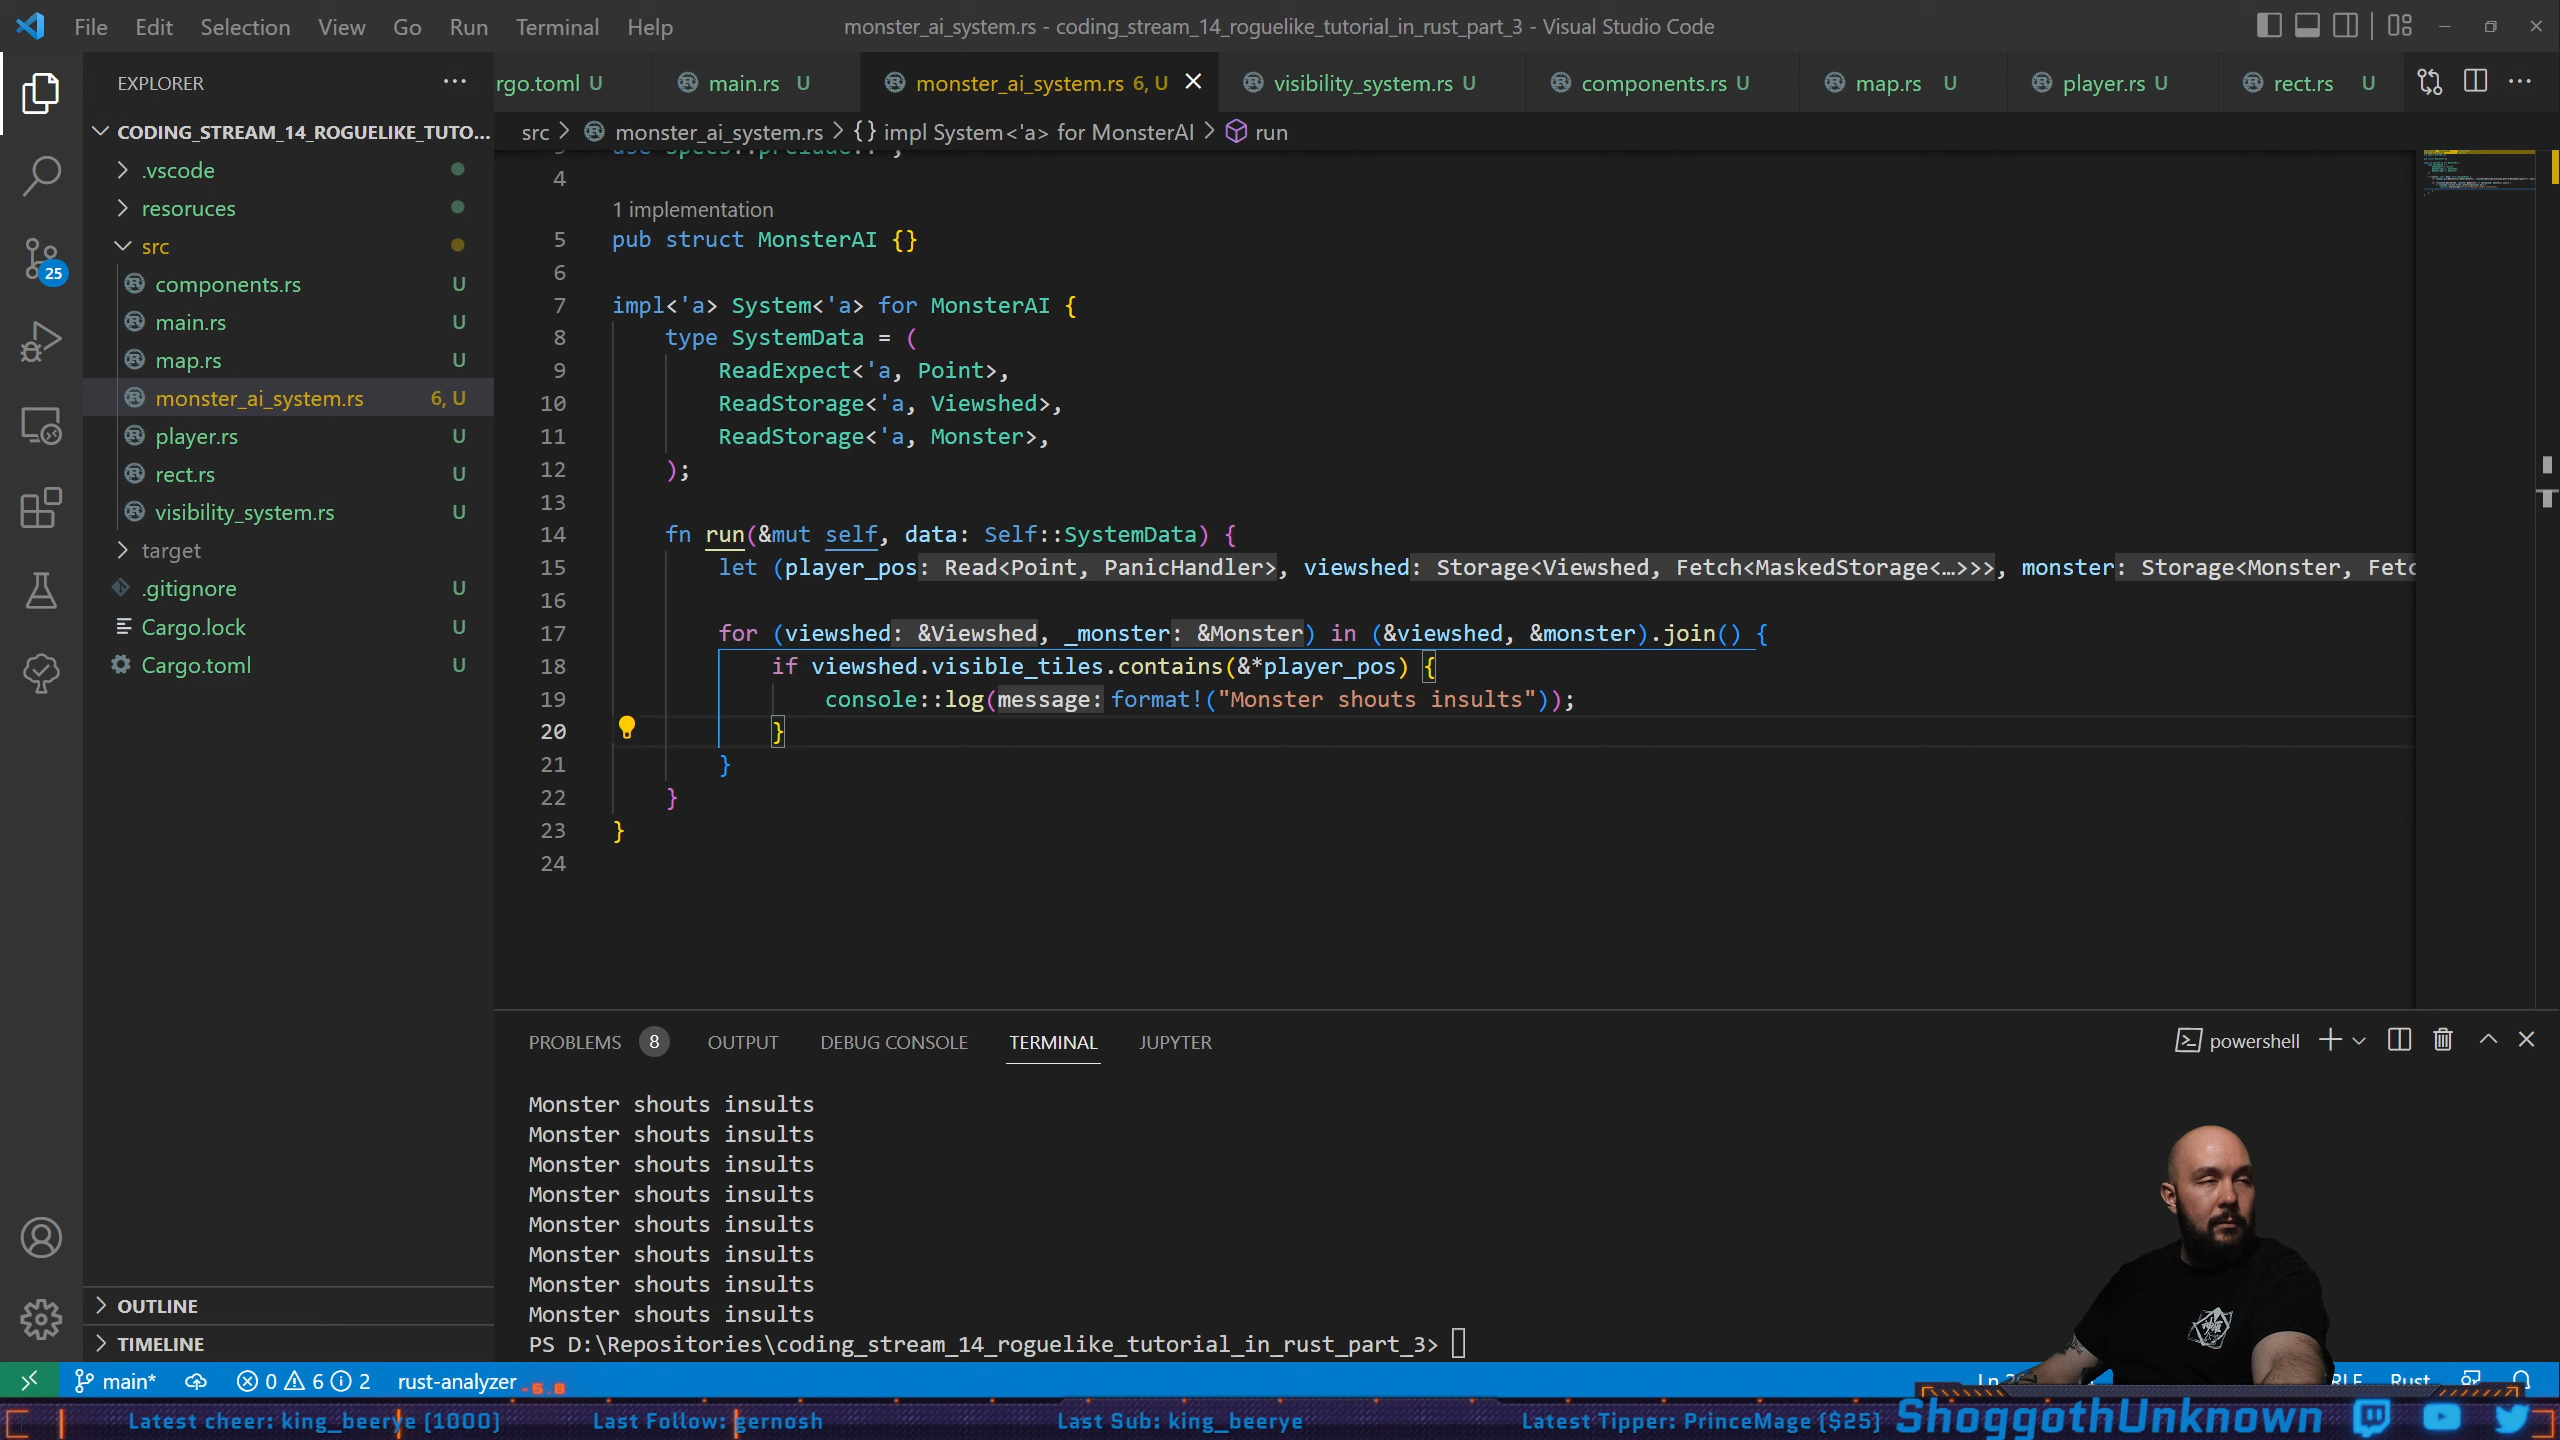 File Edit Selection View Go Run Terminal Help
monster_ai_system.rs - coding_stream_14_roguelike_tutorial_in_rust_part_3 - Visual Studio Code
EXPLORER
CODING_STREAM_14_ROGUELIKE_TUTO...
.vscode
resoruces
src
components.rs U
main.rs U
map.rs U
monster_ai_system.rs 6, U
player.rs U
rect.rs U
visibility_system.rs U
target
.gitignore U
Cargo.lock U
Cargo.toml U
25
OUTLINE
TIMELINE
rgo.toml U main.rs U monster_ai_system.rs 6, U visibility_system.rs U components.rs U map.rs U player.rs U rect.rs U
src > monster_ai_system.rs > {} impl System<'a> for MonsterAI > run
4
1 implementation
5 pub struct MonsterAI {}
6
7 impl<'a> System<'a> for MonsterAI {
8 type SystemData = (
9 ReadExpect<'a, Point>,
10 ReadStorage<'a, Viewshed>,
11 ReadStorage<'a, Monster>,
12 );
13
14 fn run(&mut self, data: Self::SystemData) {
15 let (player_pos: Read<Point, PanicHandler>, viewshed: Storage<Viewshed, Fetch<MaskedStorage<…>>>, monster: Storage<Monster, Fetc
16
17 for (viewshed: &Viewshed, _monster: &Monster) in (&viewshed, &monster).join() {
18 if viewshed.visible_tiles.contains(&*player_pos) {
19 console::log(message: format!("Monster shouts insults"));
20 }
21 }
22 }
23 }
24
PROBLEMS 8 OUTPUT DEBUG CONSOLE TERMINAL JUPYTER
powershell
Monster shouts insults
Monster shouts insults
Monster shouts insults
Monster shouts insults
Monster shouts insults
Monster shouts insults
Monster shouts insults
Monster shouts insults
PS D:\Repositories\coding_stream_14_roguelike_tutorial_in_rust_part_3>
main* 0 6 2 rust-analyzer Rust
Latest cheer: king_beerye (1000) Last Follow: gernosh Last Sub: king_beerye Latest Tipper: PrinceMage ($25) ShoggothUnknown